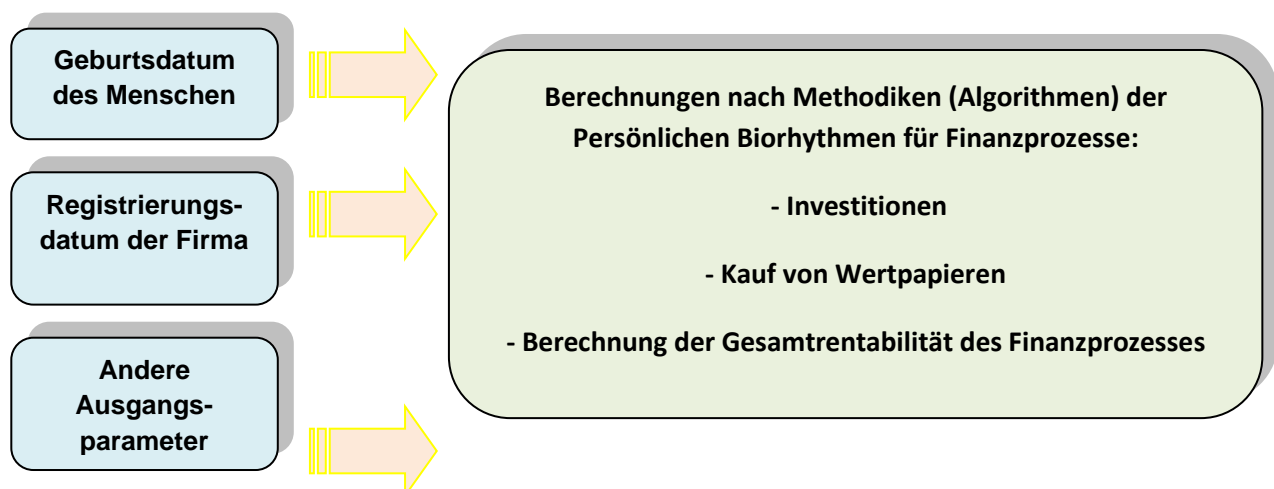 Geburtsdatum
des Menschen
Registrierungs-
datum der Firma
Andere
Ausgangs-
parameter
Berechnungen nach Methodiken (Algorithmen) der
Persönlichen Biorhythmen für Finanzprozesse:
- Investitionen
- Kauf von Wertpapieren
- Berechnung der Gesamtrentabilität des Finanzprozesses